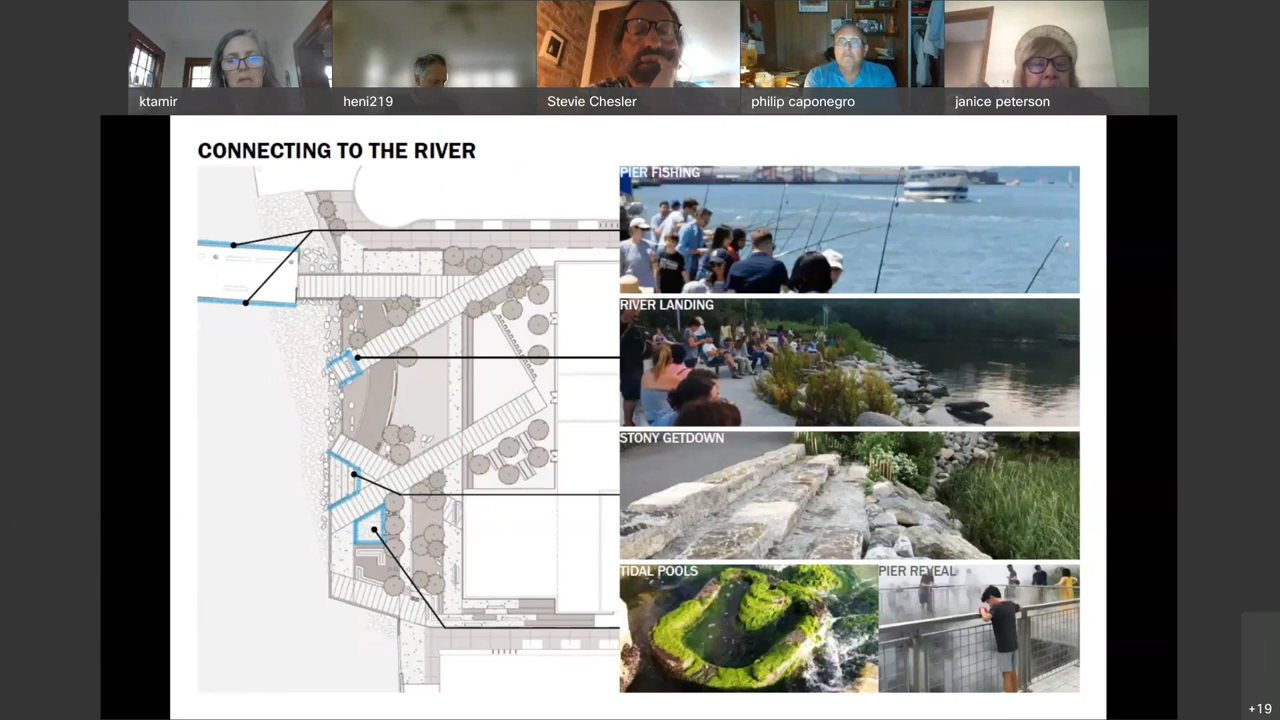 ktamir
heni219
Stevie Chesler
philip caponegro
janice peterson
CONNECTING TO THE RIVER
PIER FISHING
RIVER LANDING
STONY GETDOWN
TIDAL POOLS
PIER REVEAL
+19